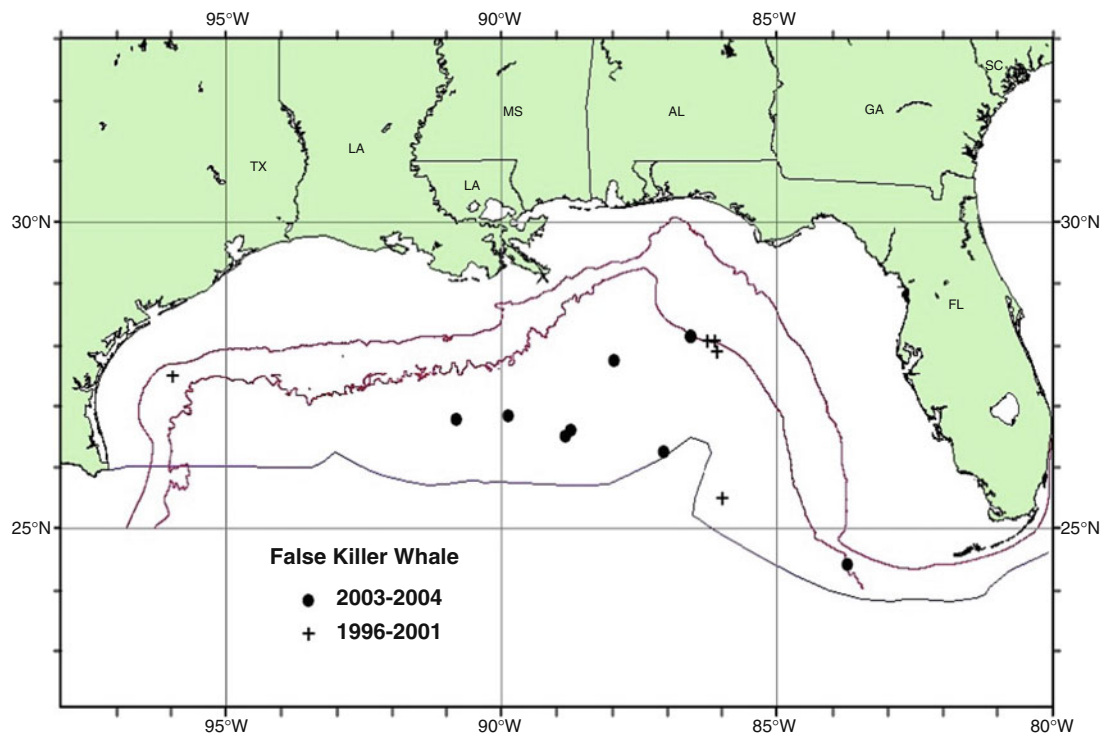 95°W 90°W 85°W
SC
MS AL GA
LA
TX
LA
30°N 30°N
FL
25°N 25°N
False Killer Whale
2003-2004
1996-2001
95°W 90°W 85°W 80°W